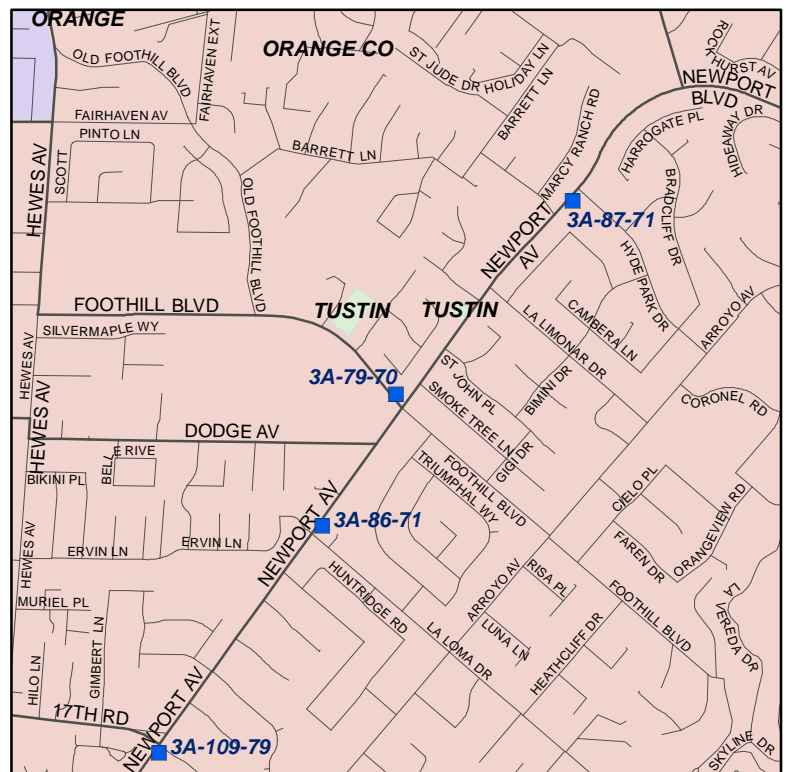 ORANGE
ORANGE CO
OLD FOOTHILL BLVD
FAIRHAVEN EXT
ST JUDE DR
HOLIDAY LN
BARRETT LN
ROCK
HURST AV
NEWPORT
BLVD
MARCY RANCH RD
HARROGATE PL
HIDEAWAY DR
FAIRHAVEN AV
PINTO LN
SCOTT
HEWES AV
BARRETT LN
OLD FOOTHILL BLVD
BRADCLIFF DR
3A-87-71
NEWPORT
AV
HYDE PARK DR
FOOTHILL BLVD
TUSTIN
TUSTIN
LA LIMONAR DR
CAMBERA LN
ARROYO AV
SILVERMAPLE WY
HEWES AV
3A-79-70
ST JOHN PL
SMOKE TREE LN
BIMINI DR
GIGI DR
CORONEL RD
HEWES AV
DODGE AV
BELLE RIVE
BIKINI PL
FOOTHILL BLVD
TRIUMPHAL WY
CIELO PL
ORANGEVIEW RD
FAREN DR
NEWPORT AV
3A-86-71
HEWES AV
ERVIN LN
ERVIN LN
HUNTRIDGE RD
LA LOMA DR
ARROYO AV
RISA PL
LUNA LN
HEATHCLIFF DR
FOOTHILL BLVD
LA
VEREDA DR
MURIEL PL
HILO LN
GIMBERT LN
17TH RD
NEWPORT AV
3A-109-79
SKYLINE DR